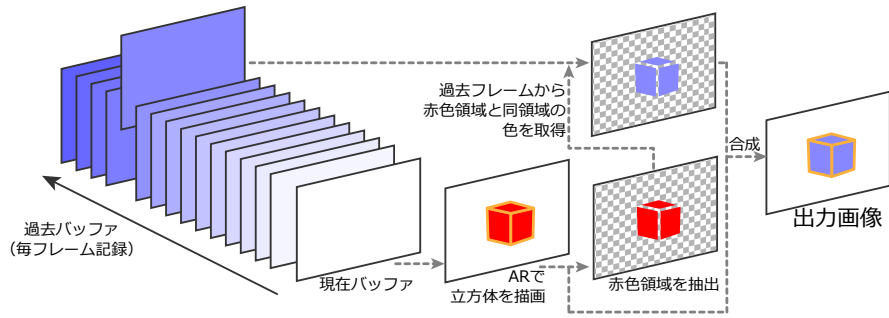 過去フレームから
赤色領域と同領域の
色を取得
合成
出力画像
過去バッファ
(毎フレーム記録)
現在バッファ
ARで
立方体を描画
赤色領域を抽出